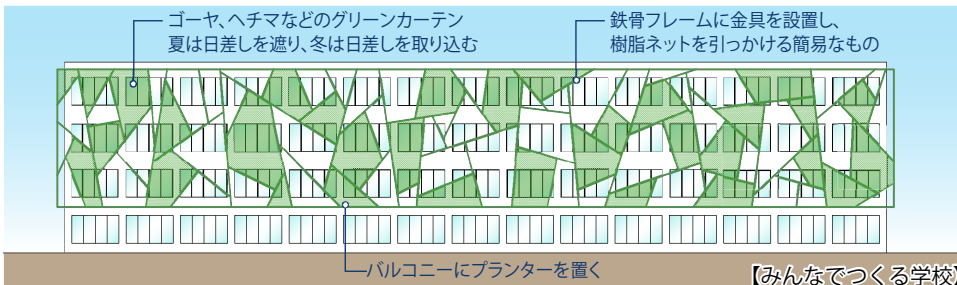 ゴーヤ、ヘチマなどのグリーンカーテン
夏は日差しを遮り、冬は日差しを取り込む
鉄骨フレームに金具を設置し、
樹脂ネットを引っかける簡易なもの
バルコニーにプランターを置く
【みんなでつくる学校】